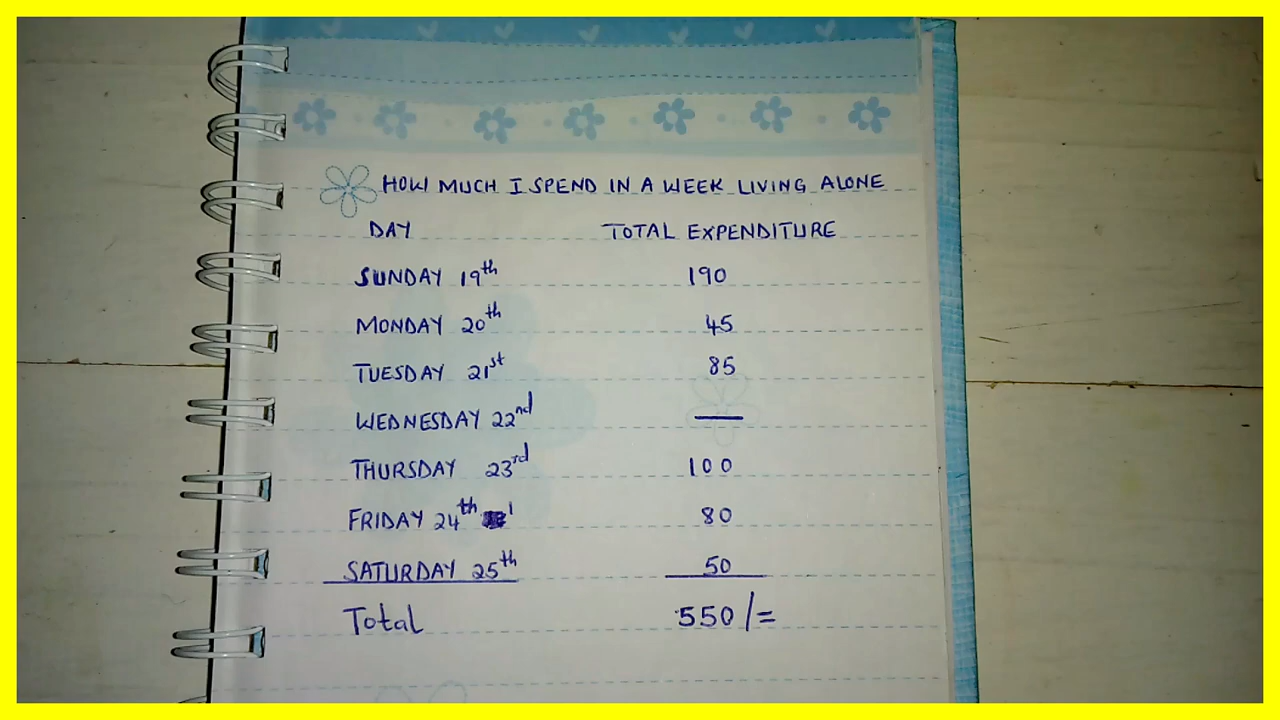 HOW MUCH I SPEND IN A WEEK LIVING ALONE
DAY TOTAL EXPENDITURE
SUNDAY 19th 190
MONDAY 20th 45
TUESDAY 21st 85
WEDNESDAY 22nd —
THURSDAY 23rd 100
FRIDAY 24th 80
SATURDAY 25th 50
Total 550/=